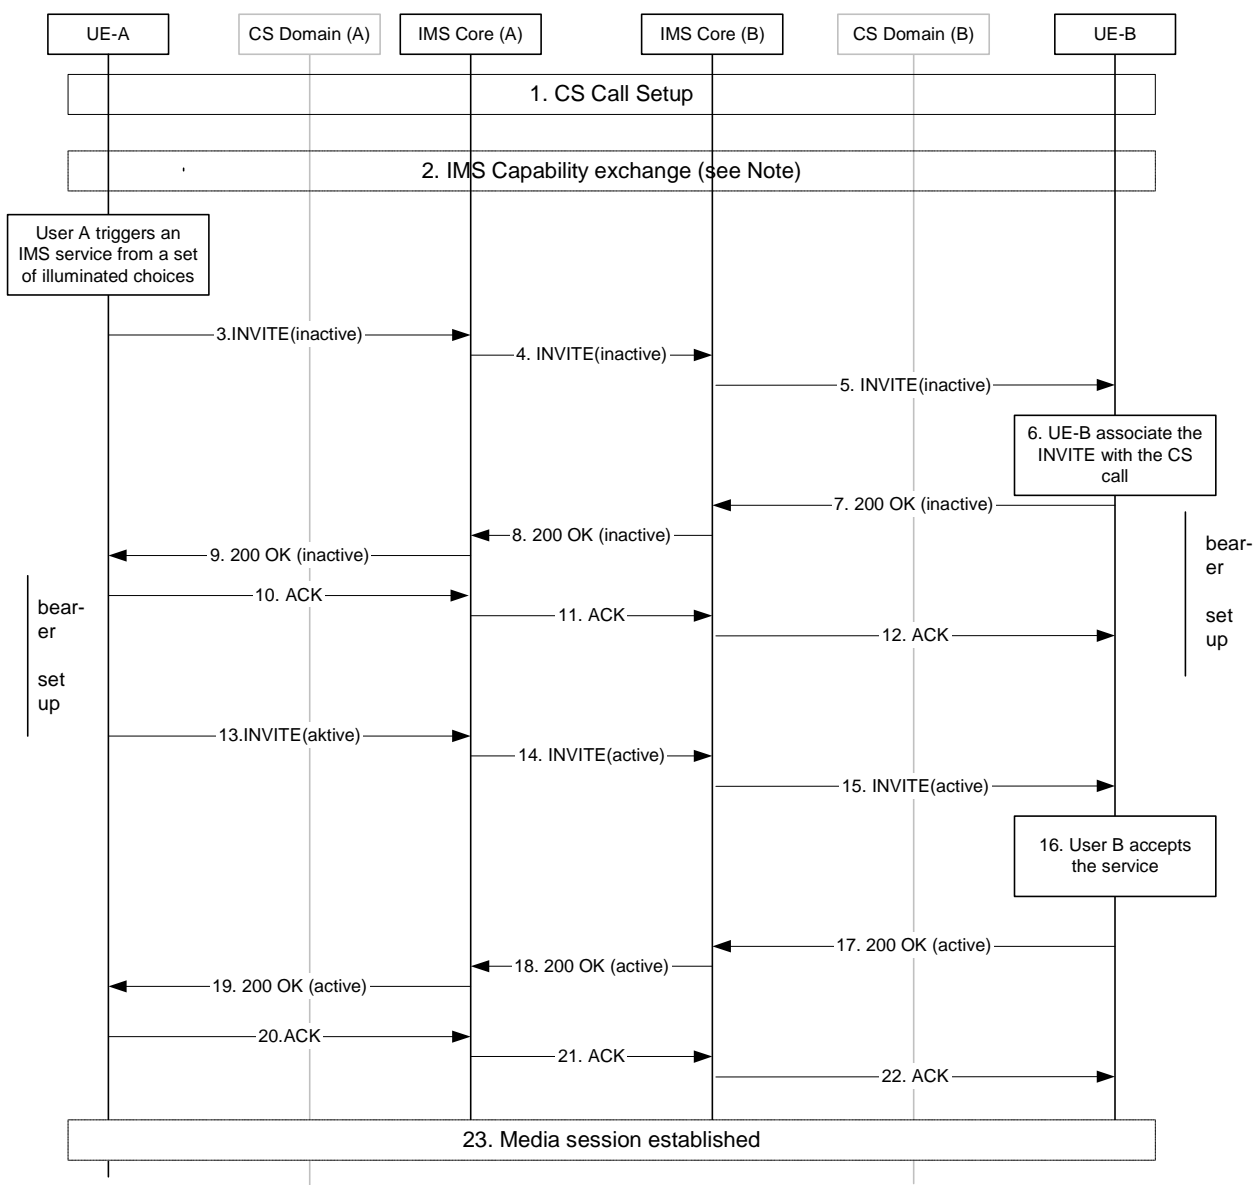 UE-A
CS Domain (A)
IMS Core (A)
IMS Core (B)
CS Domain (B)
UE-B
1. CS Call Setup
2. IMS Capability exchange (see Note)
User A triggers an
IMS service from a set
of illuminated choices
3.INVITE(inactive)
4. INVITE(inactive)
5. INVITE(inactive)
6. UE-B associate the
INVITE with the CS
call
7. 200 OK (inactive)
8. 200 OK (inactive)
9. 200 OK (inactive)
bear-
er
set
up
10. ACK
11. ACK
12. ACK
bear-
er
set
up
13.INVITE(aktive)
14. INVITE(active)
15. INVITE(active)
16. User B accepts
the service
17. 200 OK (active)
18. 200 OK (active)
19. 200 OK (active)
20.ACK
21. ACK
22. ACK
23. Media session established